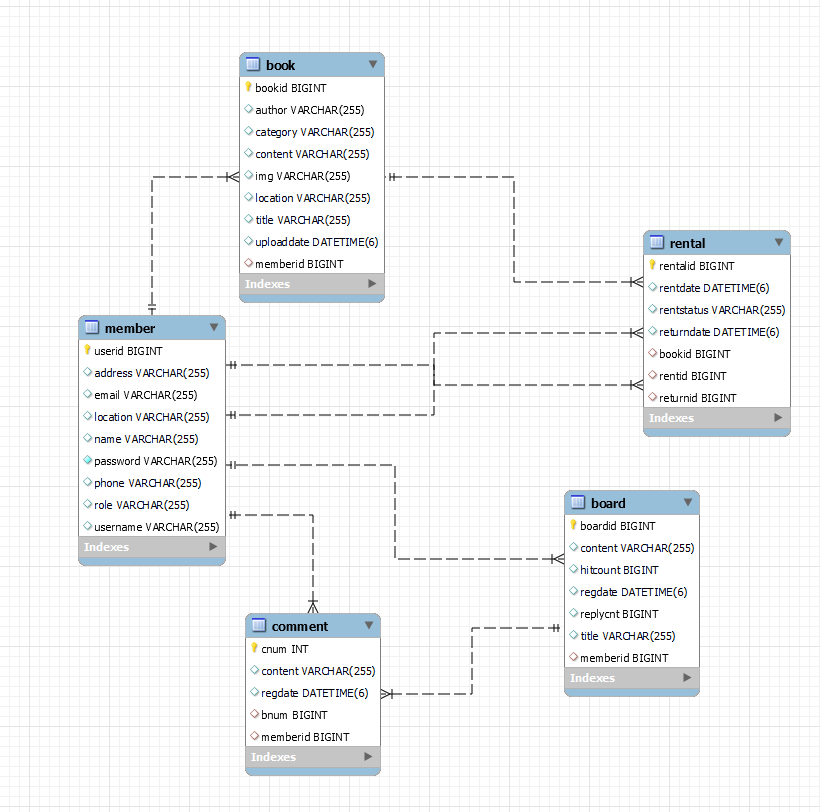 book
bookid BIGINT
author VARCHAR(255)
category VARCHAR(255)
content VARCHAR(255)
img VARCHAR(255)
location VARCHAR(255)
title VARCHAR(255)
uploaddate DATETIME(6)
memberid BIGINT
Indexes
rental
rentalid BIGINT
rentdate DATETIME(6)
rentstatus VARCHAR(255)
returndate DATETIME(6)
bookid BIGINT
rentid BIGINT
returnid BIGINT
Indexes
member
userid BIGINT
address VARCHAR(255)
email VARCHAR(255)
location VARCHAR(255)
name VARCHAR(255)
password VARCHAR(255)
phone VARCHAR(255)
role VARCHAR(255)
username VARCHAR(255)
Indexes
board
boardid BIGINT
content VARCHAR(255)
hitcount BIGINT
regdate DATETIME(6)
replycnt BIGINT
title VARCHAR(255)
memberid BIGINT
Indexes
comment
cnum INT
content VARCHAR(255)
regdate DATETIME(6)
bnum BIGINT
memberid BIGINT
Indexes